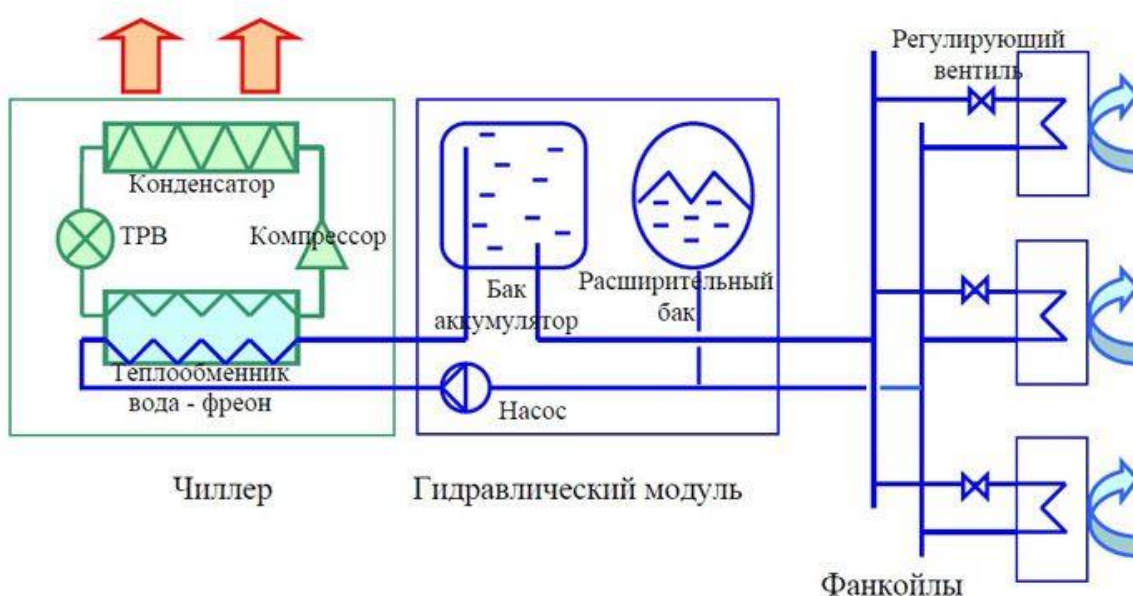 Регулирующий
вентиль
Конденсатор
ТРВ
Компрессор
Бак
аккумулятор
Расширительный
бак
Теплообменник
вода - фреон
Насос
Чиллер
Гидравлический модуль
Фанкойлы